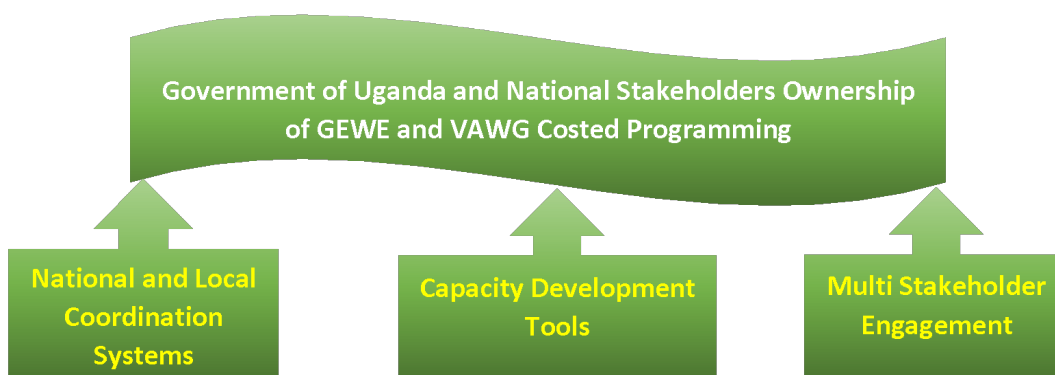 Government of Uganda and National Stakeholders Ownership
of GEWE and VAWG Costed Programming
National and Local
Coordination
Systems
Capacity Development
Tools
Multi Stakeholder
Engagement